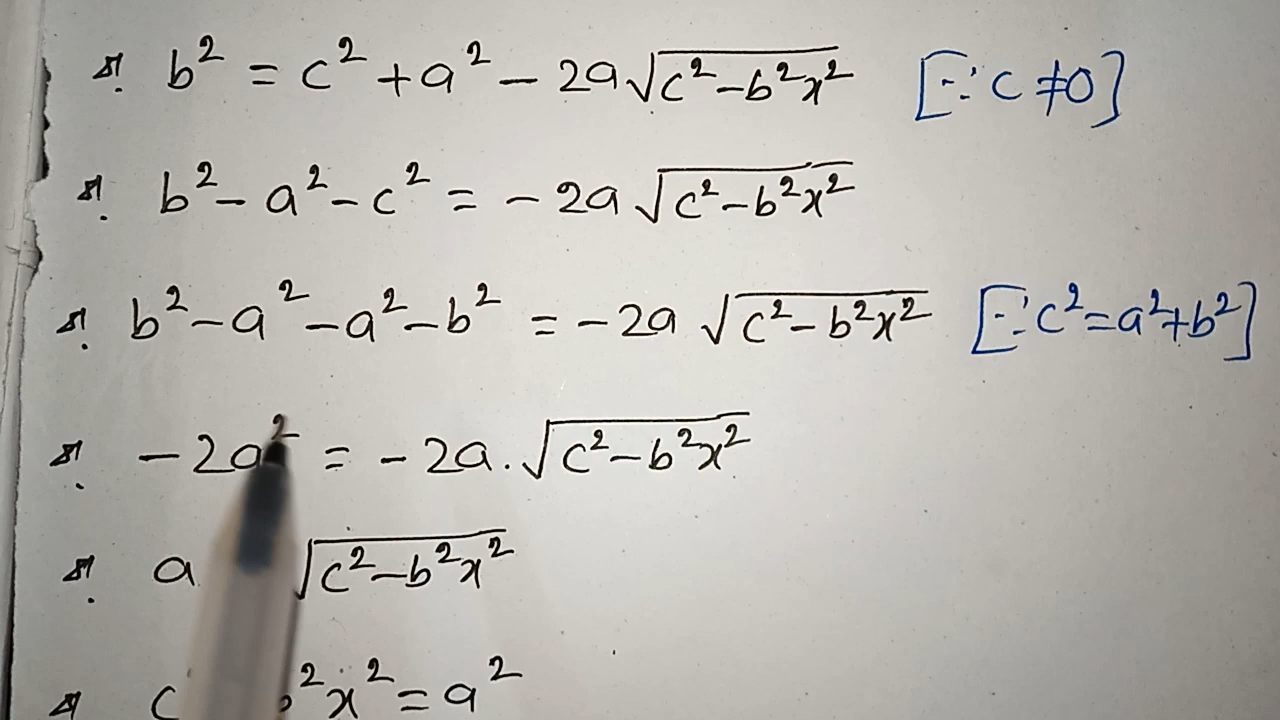 বা, b² = c² + a² - 2a√(c² - b²x²) [∵ c ≠ 0]
বা, b² - a² - c² = -2a √(c² - b²x²)
বা, b² - a² - a² - b² = -2a √(c² - b²x²) [∵ c² = a² + b²]
বা, -2a² = -2a . √(c² - b²x²)
বা, a √(c² - b²x²)
বা, c ²x² = a²